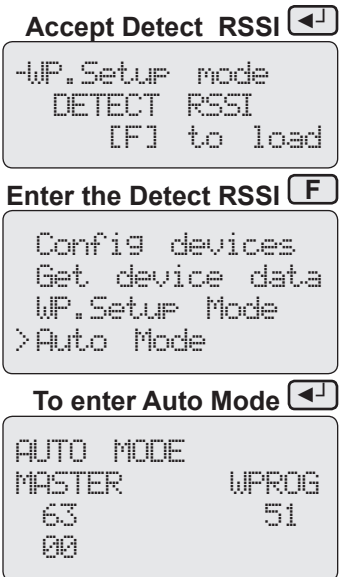 Accept Detect RSSI
-WP.Setup mode
DETECT RSSI
[F] to load
Enter the Detect RSSI F
Config devices
Get device data
WP.Setup Mode
>Auto Mode
To enter Auto Mode
AUTO MODE
MASTER WPROG
63 51
00